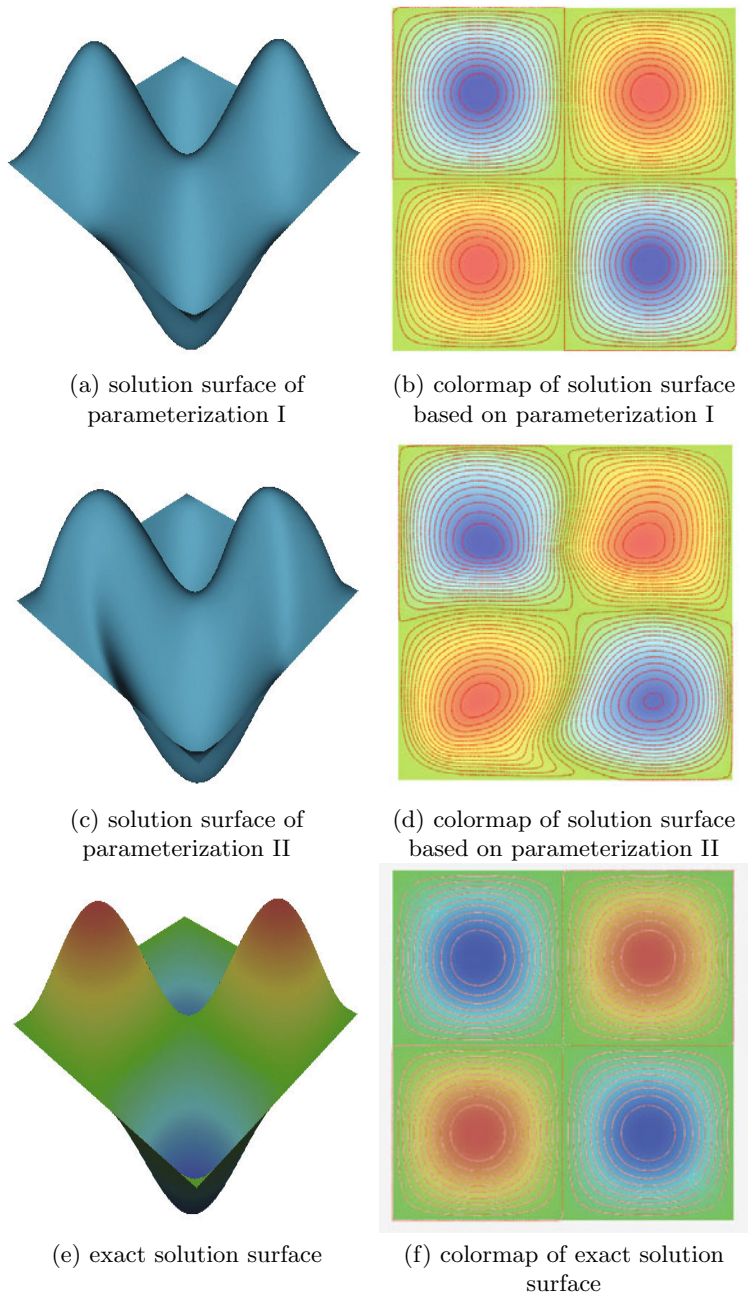 (a) solution surface of
parameterization I
(b) colormap of solution surface
based on parameterization I
(c) solution surface of
parameterization II
(d) colormap of solution surface
based on parameterization II
(e) exact solution surface
(f) colormap of exact solution
surface